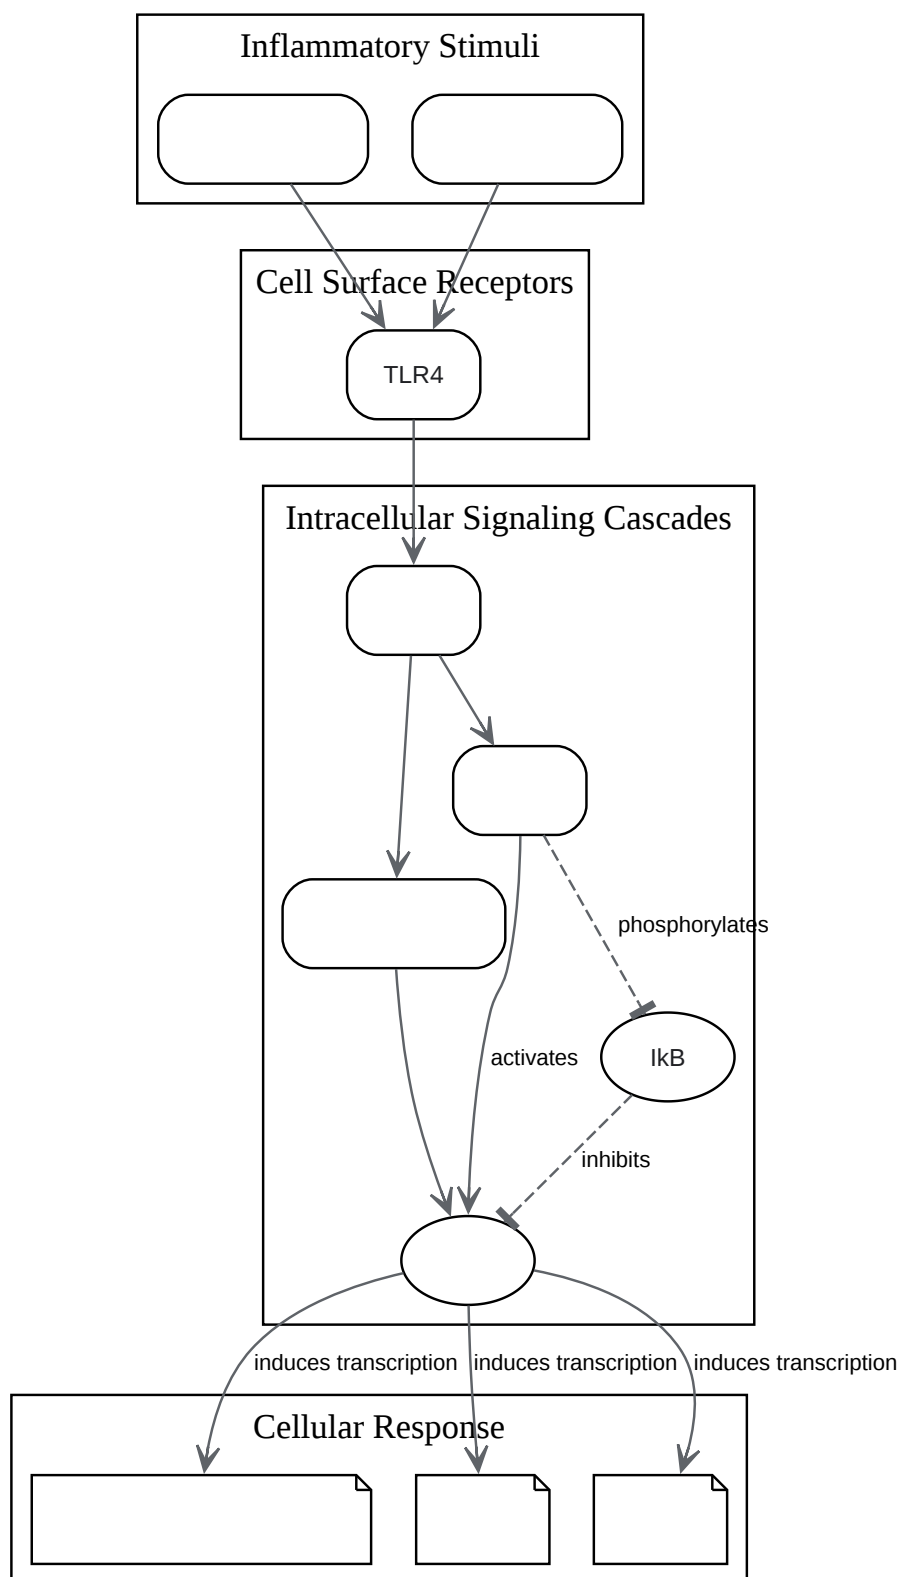 Inflammatory Stimuli
Cell Surface Receptors
TLR4
Intracellular Signaling Cascades
phosphorylates
activates
IkB
inhibits
induces transcription
induces transcription
induces transcription
Cellular Response